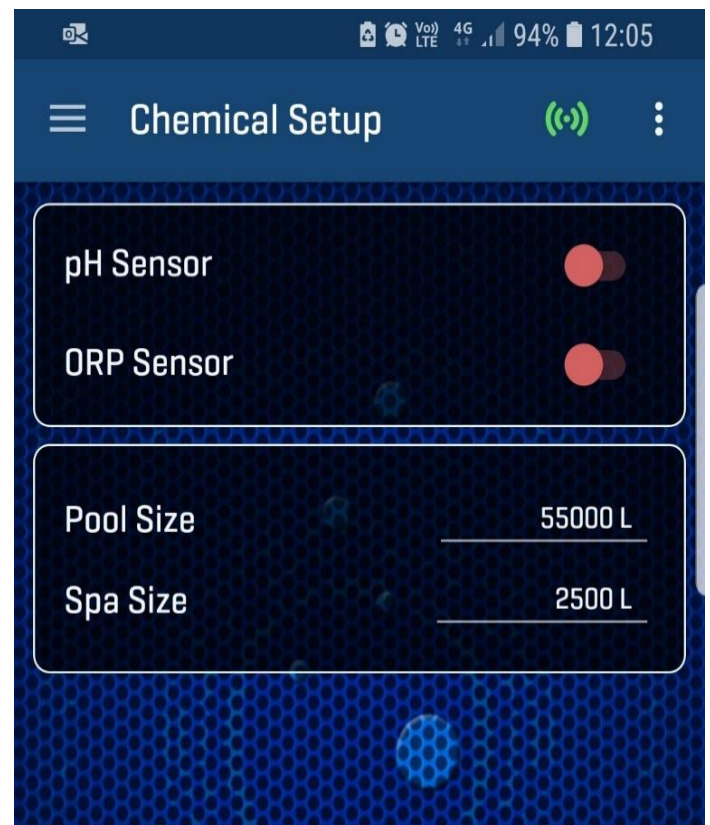 Vo)) 4G 94% 12:05
LTE
Chemical Setup
pH Sensor
ORP Sensor
Pool Size 55000 L
Spa Size 2500 L